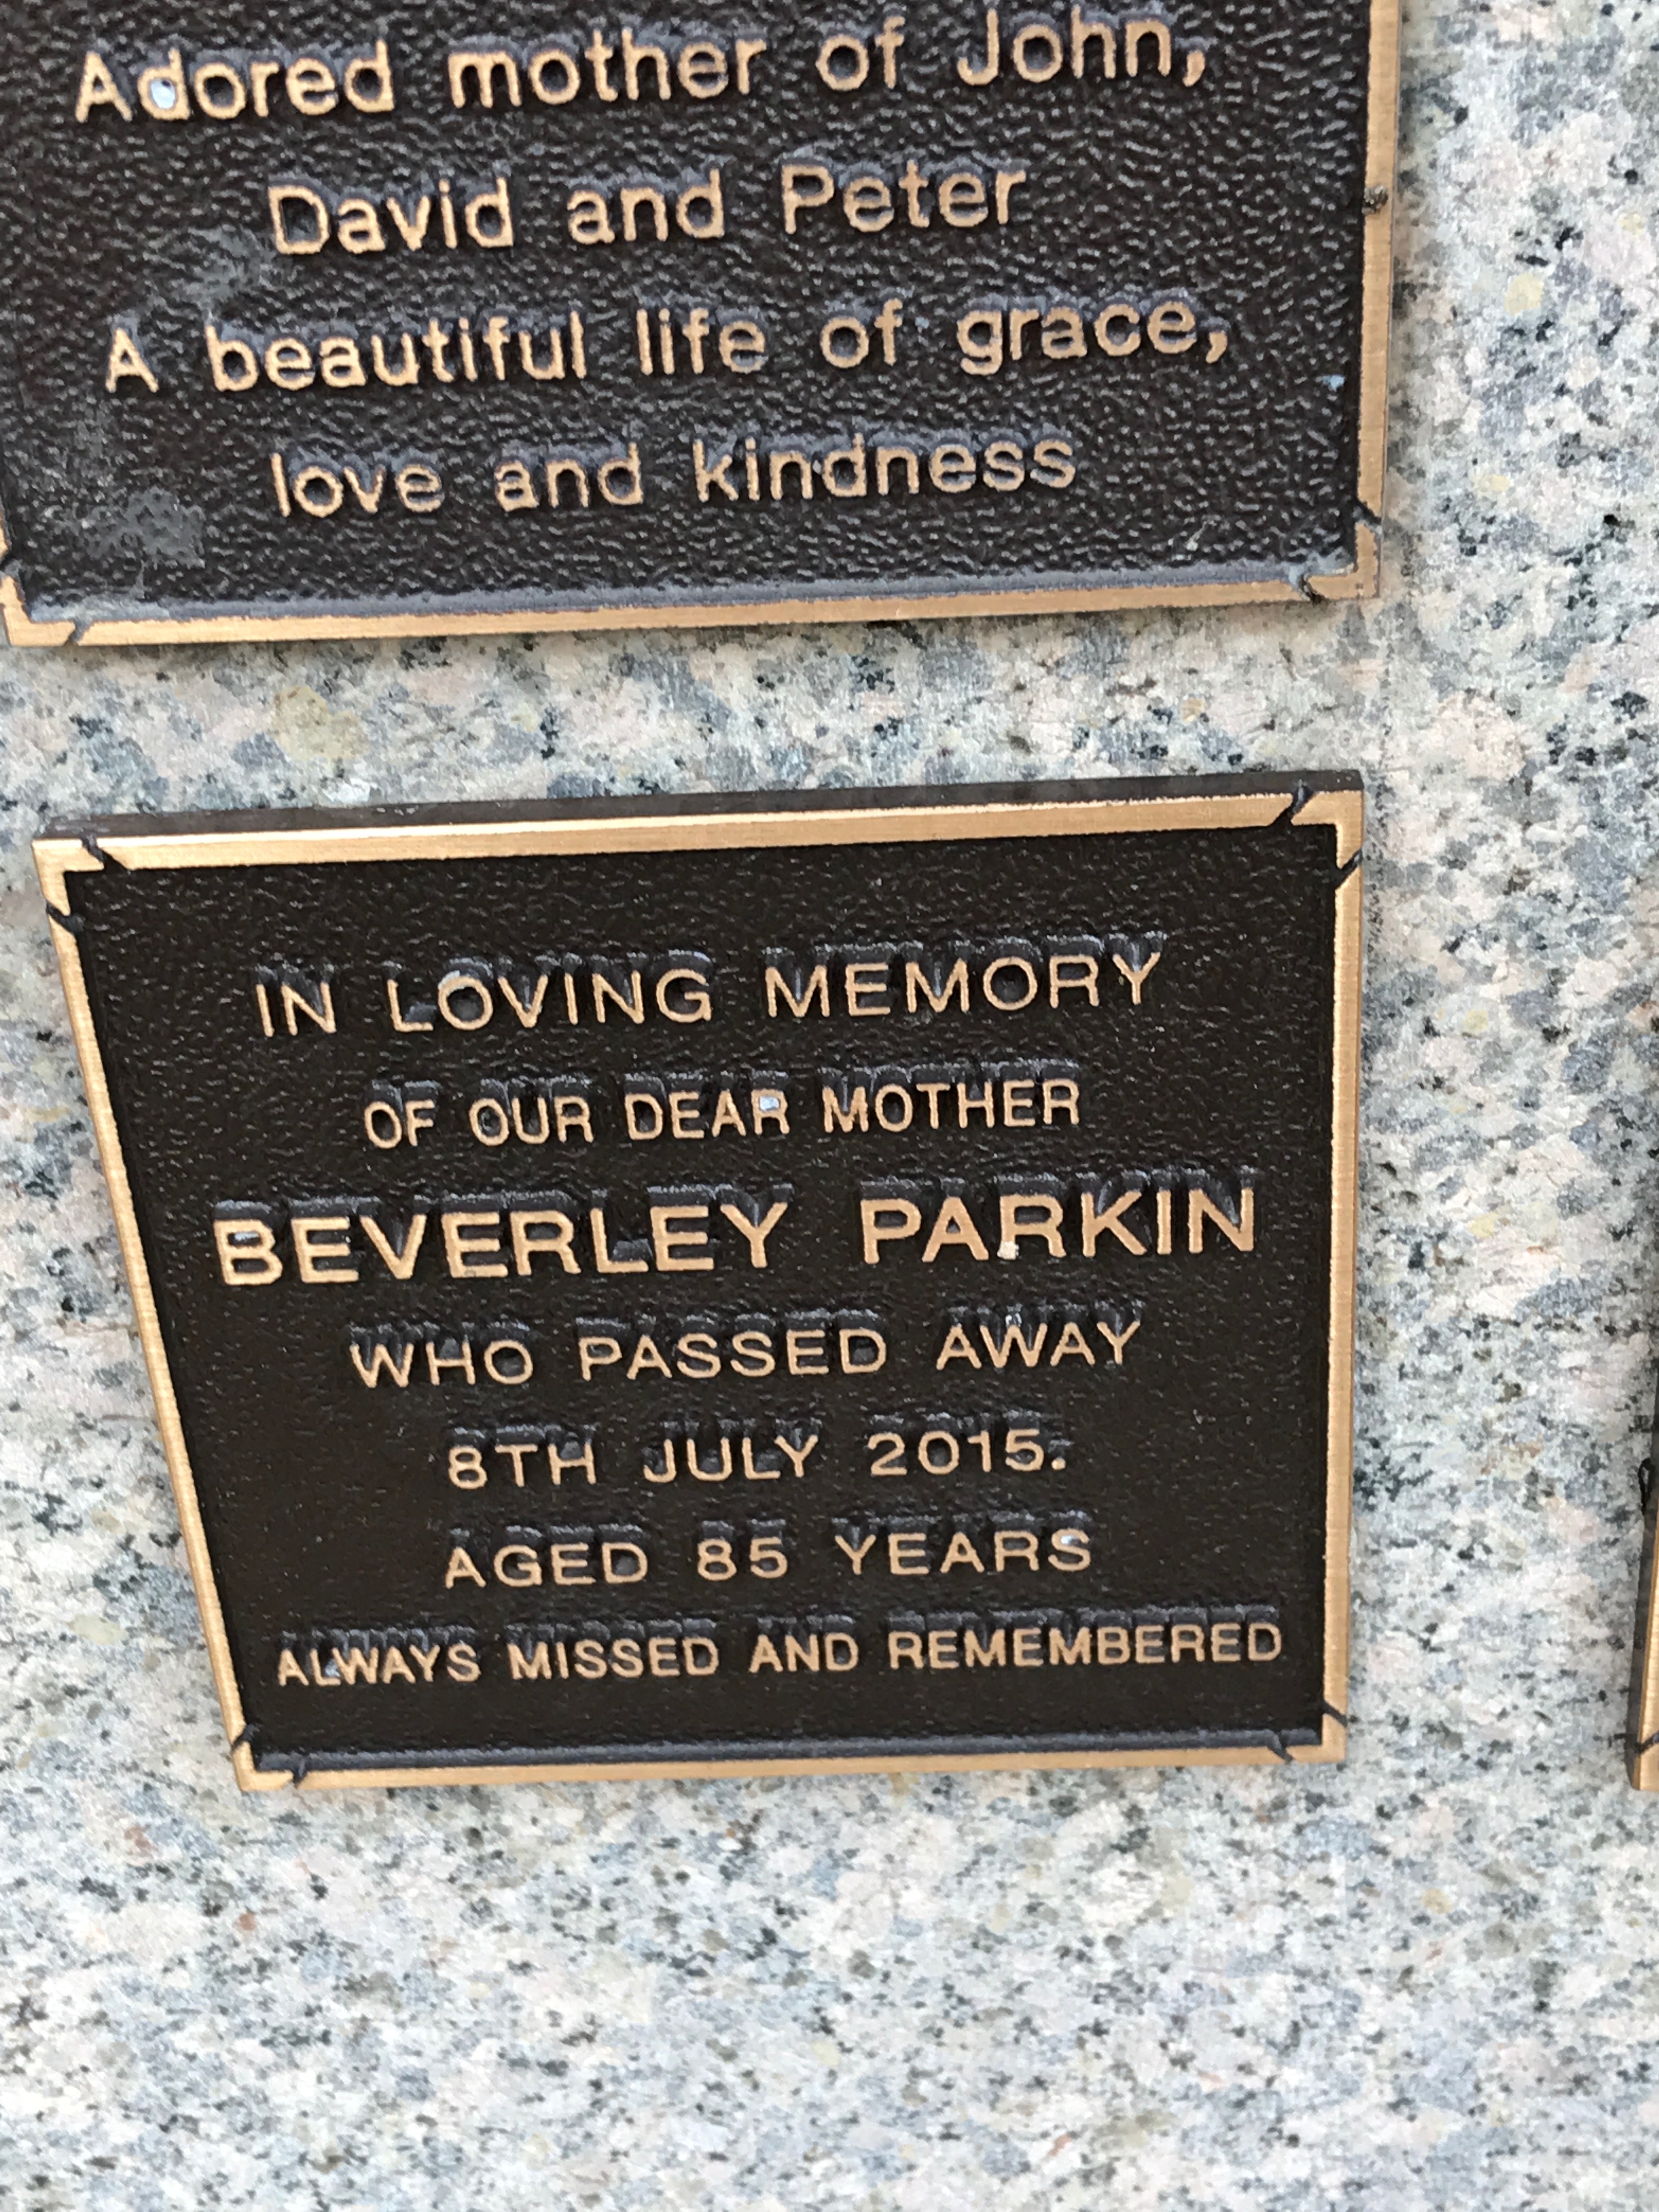 Adored mother of John,
David and Peter
A beautiful life of grace,
love and kindness
IN LOVING MEMORY
OF OUR DEAR MOTHER
BEVERLEY PARKIN
WHO PASSED AWAY
8TH JULY 2015.
AGED 85 YEARS
ALWAYS MISSED AND REMEMBERED